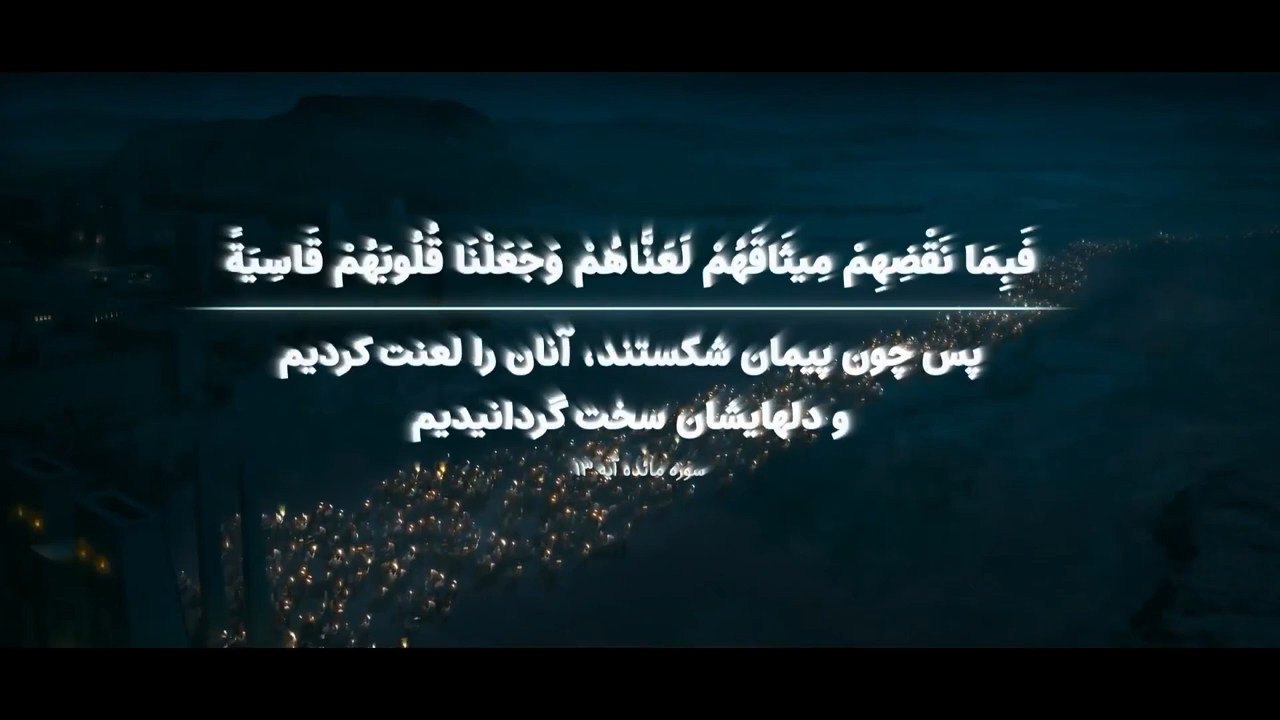 فَبِمَا نَقْضِهِمْ مِيثَاقَهُمْ لَعَنَّاهُمْ وَجَعَلْنَا قُلُوبَهُمْ قَاسِيَةً
پس چون پیمان شکستند، آنان را لعنت کردیم
و دلهایشان سخت گردانیدیم
سوره مائده آیه ۱۳